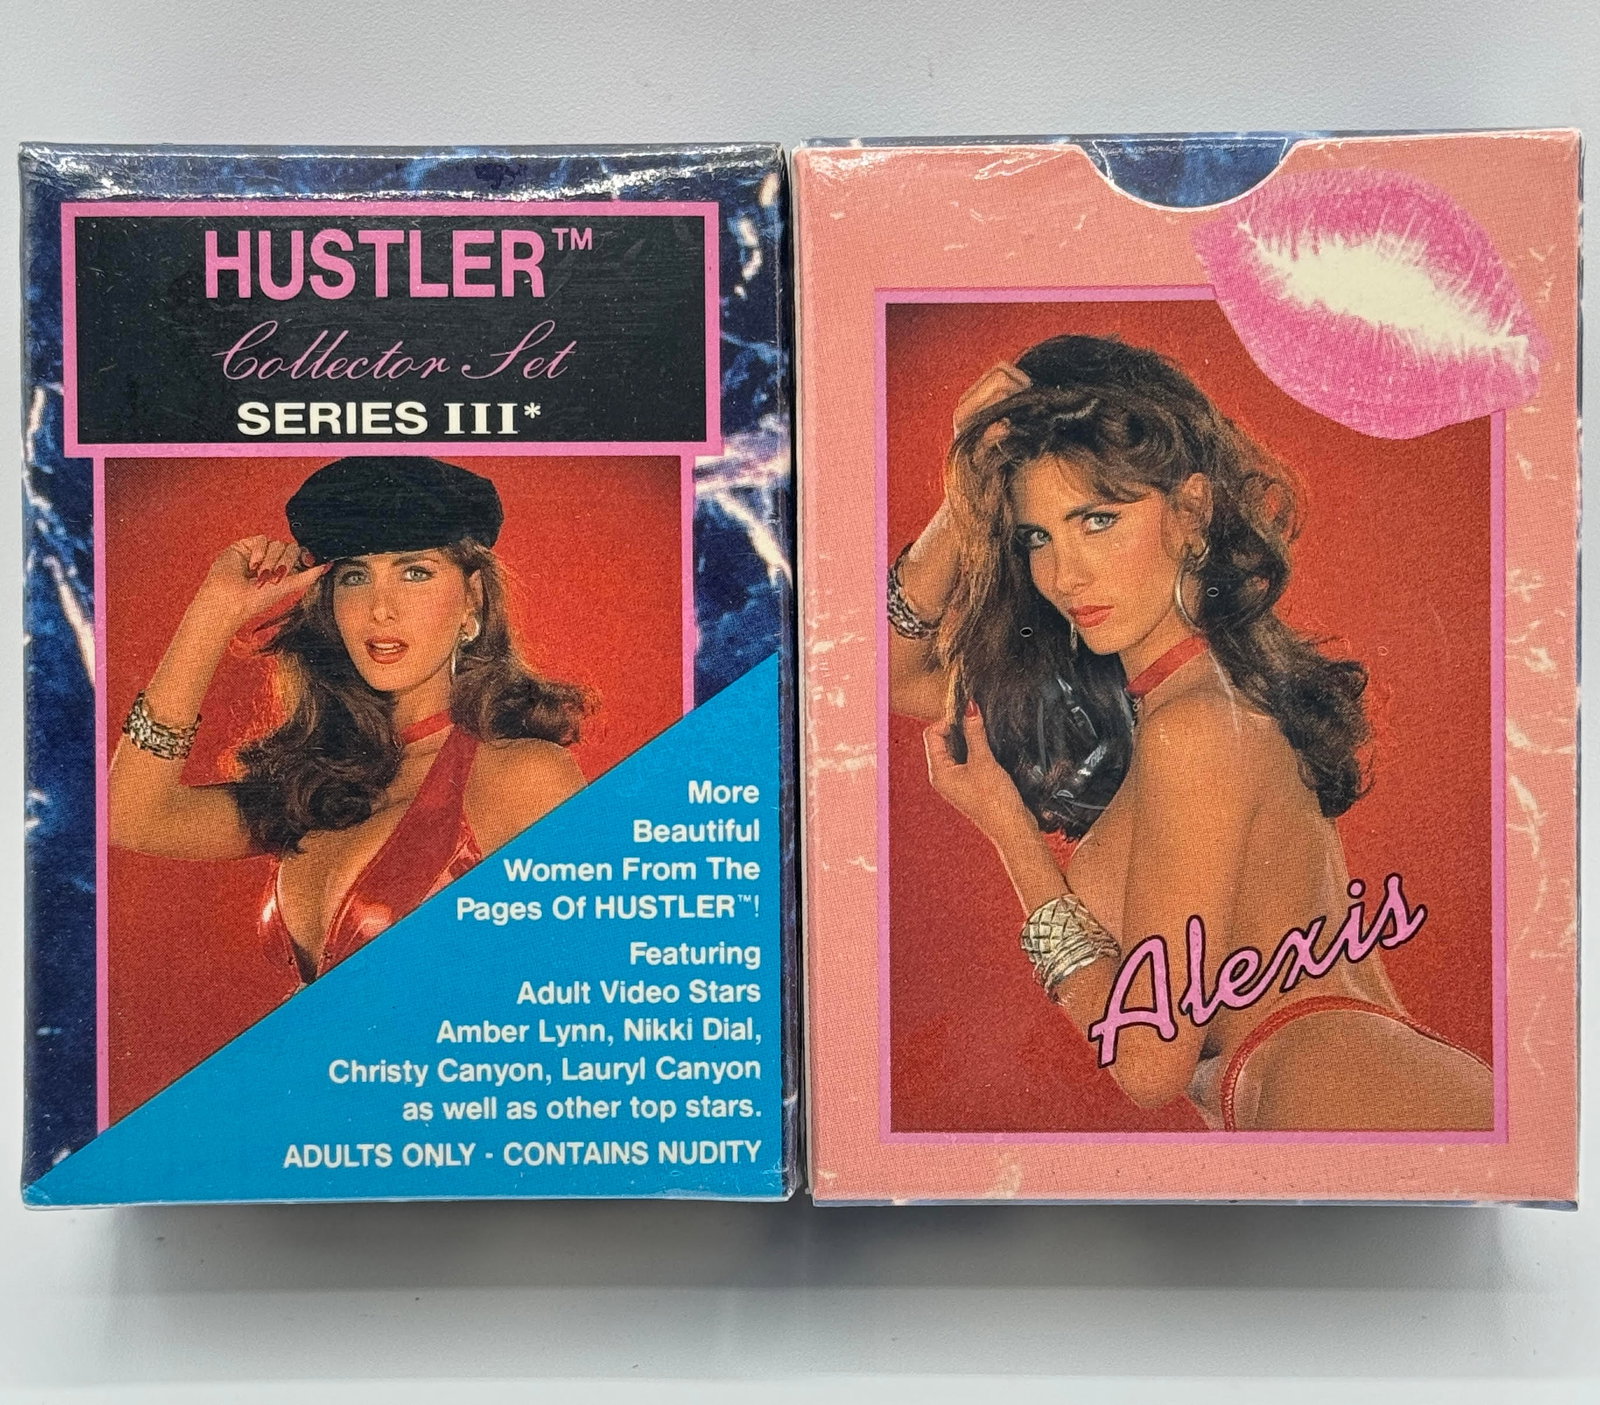 HUSTLER™
Collector Set
SERIES III*
More
Beautiful
Women From The
Pages Of HUSTLER™!
Featuring
Adult Video Stars
Amber Lynn, Nikki Dial,
Christy Canyon, Lauryl Canyon
as well as other top stars.
ADULTS ONLY - CONTAINS NUDITY
Alexis